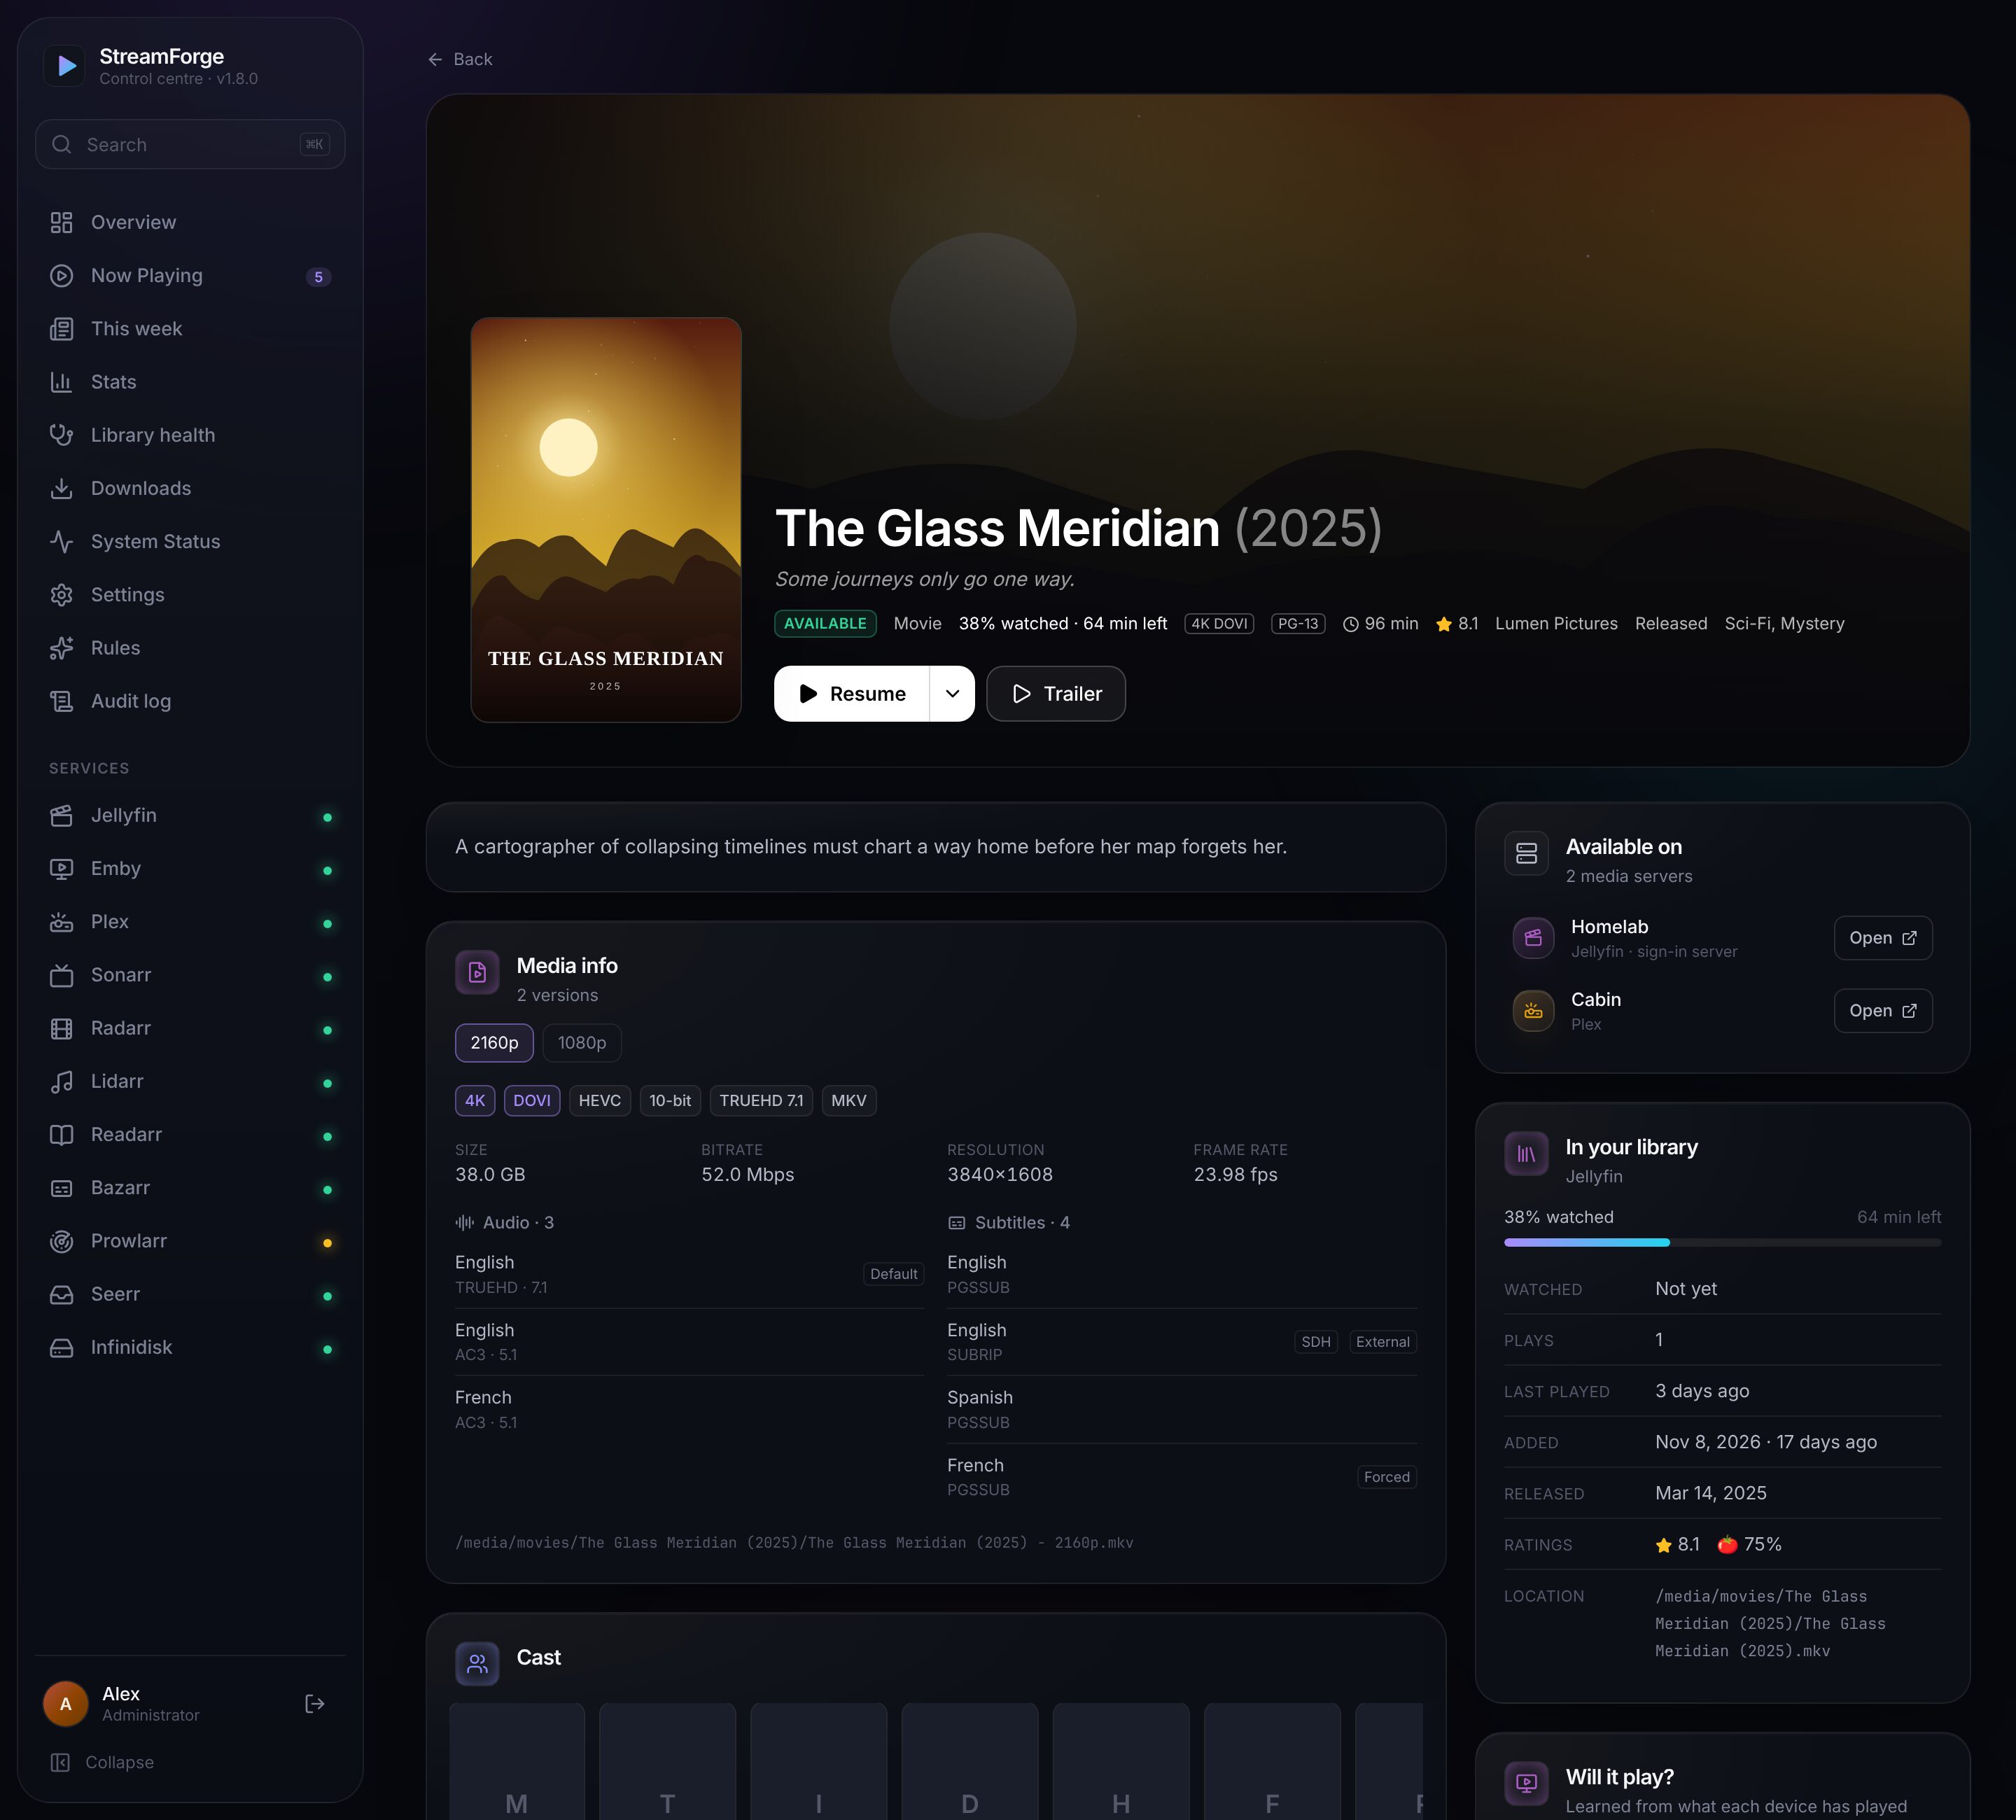 StreamForge
Control centre · v1.8.0
Search
⌘K
Overview
Now Playing 5
This week
Stats
Library health
Downloads
System Status
Settings
Rules
Audit log
SERVICES
Jellyfin
Emby
Plex
Sonarr
Radarr
Lidarr
Readarr
Bazarr
Prowlarr
Seerr
Infinidisk
A
Alex
Administrator
Collapse
Back
THE GLASS MERIDIAN
2025
The Glass Meridian (2025)
Some journeys only go one way.
AVAILABLE Movie 38% watched · 64 min left 4K DOVI PG-13 96 min 8.1 Lumen Pictures Released Sci-Fi, Mystery
Resume Trailer
A cartographer of collapsing timelines must chart a way home before her map forgets her.
Media info
2 versions
2160p 1080p
4K DOVI HEVC 10-bit TRUEHD 7.1 MKV
SIZE BITRATE RESOLUTION FRAME RATE
38.0 GB 52.0 Mbps 3840×1608 23.98 fps
Audio · 3
English
TRUEHD · 7.1
Default
English
AC3 · 5.1
French
AC3 · 5.1
Subtitles · 4
English
PGSSUB
English
SUBRIP
SDH External
Spanish
PGSSUB
French
PGSSUB
Forced
/media/movies/The Glass Meridian (2025)/The Glass Meridian (2025) - 2160p.mkv
Cast
M T I D H F
Available on
2 media servers
Homelab
Jellyfin · sign-in server
Open
Cabin
Plex
Open
In your library
Jellyfin
38% watched 64 min left
WATCHED Not yet
PLAYS 1
LAST PLAYED 3 days ago
ADDED Nov 8, 2026 · 17 days ago
RELEASED Mar 14, 2025
RATINGS 8.1 75%
LOCATION /media/movies/The Glass
Meridian (2025)/The Glass
Meridian (2025).mkv
Will it play?
Learned from what each device has played